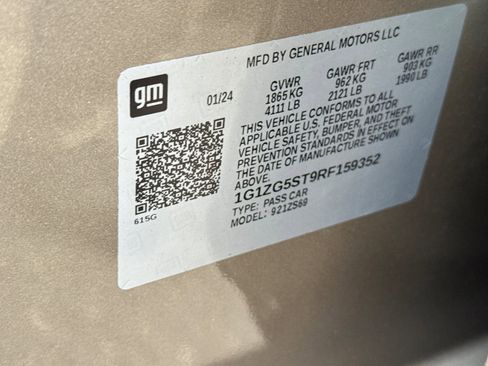 MFD BY GENERAL MOTORS LLC
gm
01/24
GVWR
1865 KG
4111 LB
GAWR FRT
962 KG
2121 LB
GAWR RR
903 KG
1990 LB
THIS VEHICLE CONFORMS TO ALL
APPLICABLE U.S. FEDERAL MOTOR
VEHICLE SAFETY, BUMPER, AND THEFT
PREVENTION STANDARDS IN EFFECT ON
THE DATE OF MANUFACTURE SHOWN
ABOVE.
1G1ZG5ST9RF159352
TYPE: PASS CAR
MODEL: 921ZS69
615G